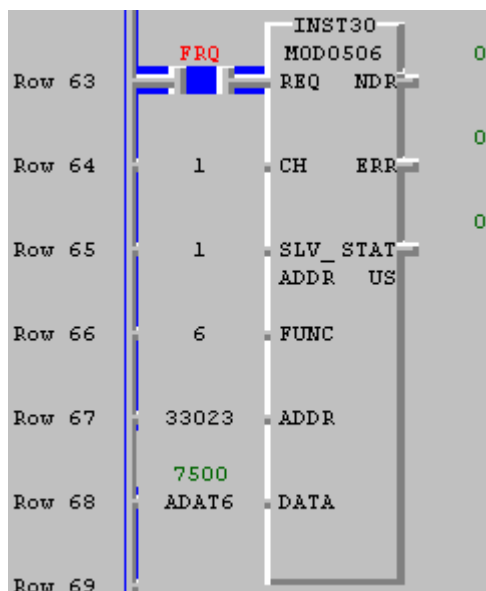 INST30
FRQ MOD0506 0
Row 63 REQ NDR
0
Row 64 1 CH ERR
0
Row 65 1 SLV_ STAT
ADDR US
Row 66 6 FUNC
Row 67 33023 ADDR
7500
Row 68 ADAT6 DATA
Row 69